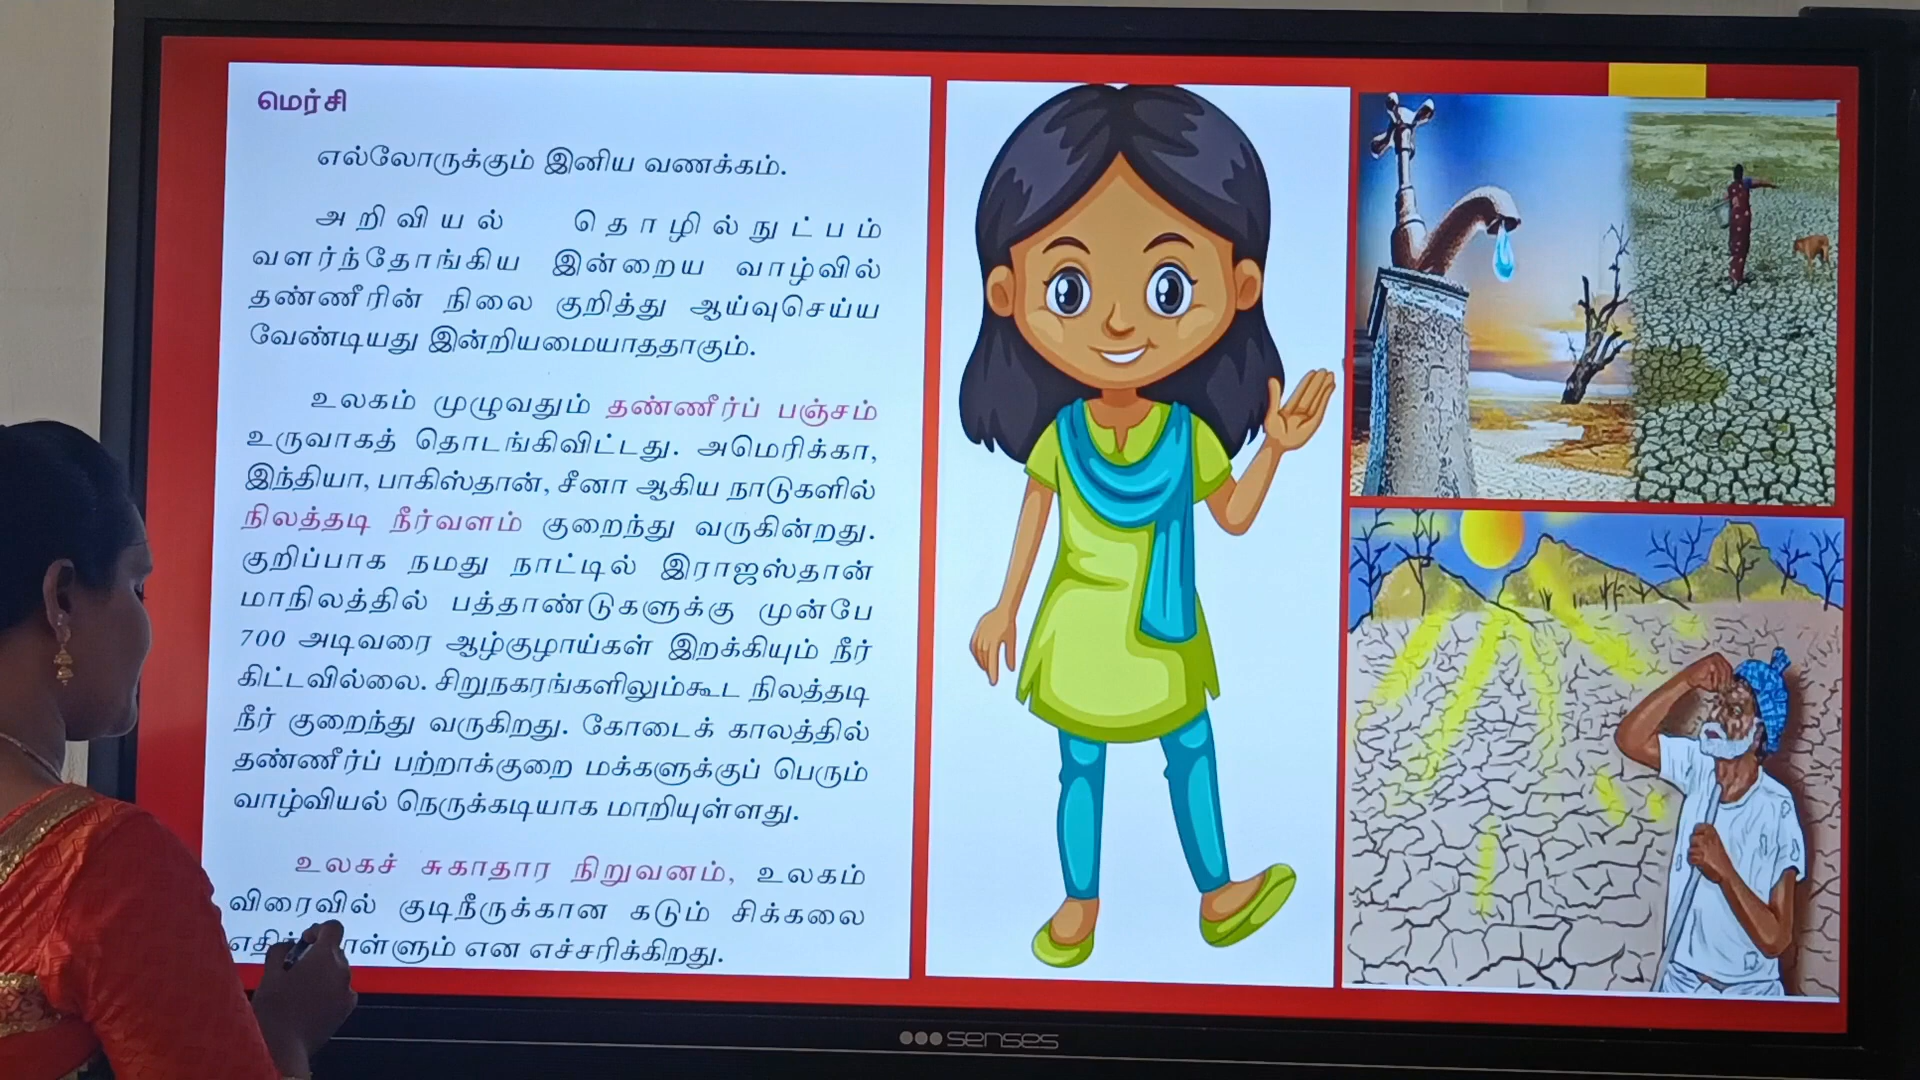 மெர்சி
எல்லோருக்கும் இனிய வணக்கம்.
அறிவியல் தொழில்நுட்பம்
வளர்ந்தோங்கிய இன்றைய வாழ்வில்
தண்ணீரின் நிலை குறித்து ஆய்வுசெய்ய
வேண்டியது இன்றியமையாததாகும்.
உலகம் முழுவதும் தண்ணீர்ப் பஞ்சம்
உருவாகத் தொடங்கிவிட்டது. அமெரிக்கா,
இந்தியா, பாகிஸ்தான், சீனா ஆகிய நாடுகளில்
நிலத்தடி நீர்வளம் குறைந்து வருகின்றது.
குறிப்பாக நமது நாட்டில் இராஜஸ்தான்
மாநிலத்தில் பத்தாண்டுகளுக்கு முன்பே
700 அடிவரை ஆழ்குழாய்கள் இறக்கியும் நீர்
கிட்டவில்லை. சிறுநகரங்களிலும்கூட நிலத்தடி
நீர் குறைந்து வருகிறது. கோடைக் காலத்தில்
தண்ணீர்ப் பற்றாக்குறை மக்களுக்குப் பெரும்
வாழ்வியல் நெருக்கடியாக மாறியுள்ளது.
உலகச் சுகாதார நிறுவனம், உலகம்
விரைவில் குடிநீருக்கான கடும் சிக்கலை
என எச்சரிக்கிறது.
senses